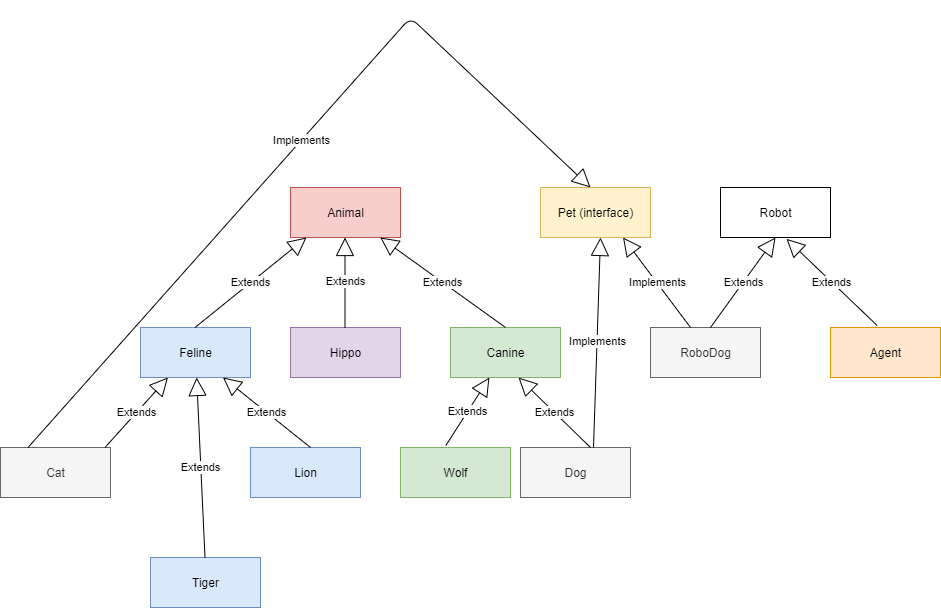 Implements
Animal
Pet (interface)
Robot
Extends
Extends
Extends
Implements
Extends
Extends
Implements
Feline
Hippo
Canine
RoboDog
Agent
Extends
Extends
Extends
Extends
Extends
Cat
Lion
Wolf
Dog
Tiger